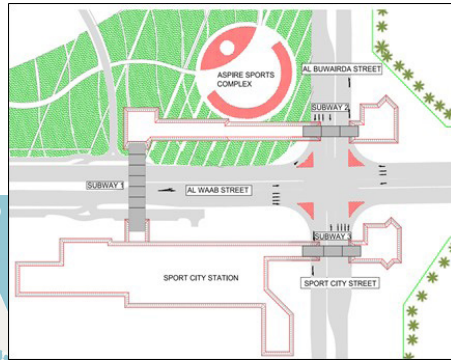 AL BUWAIRDA STREET
ASPIRE SPORTS
COMPLEX
SUBWAY 2
SUBWAY 1
AL WAAB STREET
SUBWAY 3
SPORT CITY STATION
SPORT CITY STREET